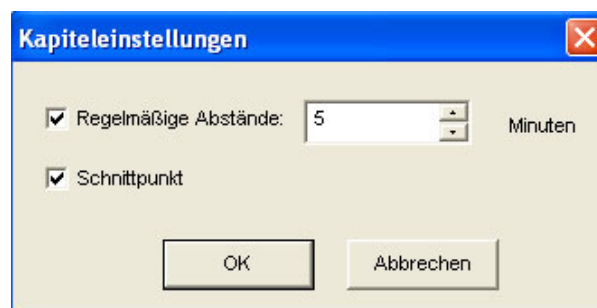 Kapiteleinstellungen
Regelmäßige Abstände: 5 Minuten
Schnittpunkt
OK Abbrechen